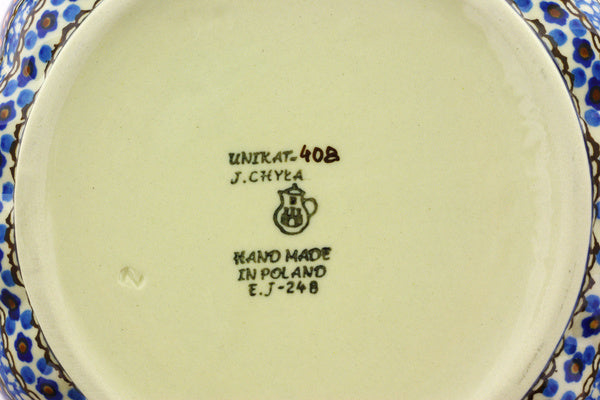 UNIKAT-408
J. CHYŁA
HAND MADE
IN POLAND
E.J-248
N